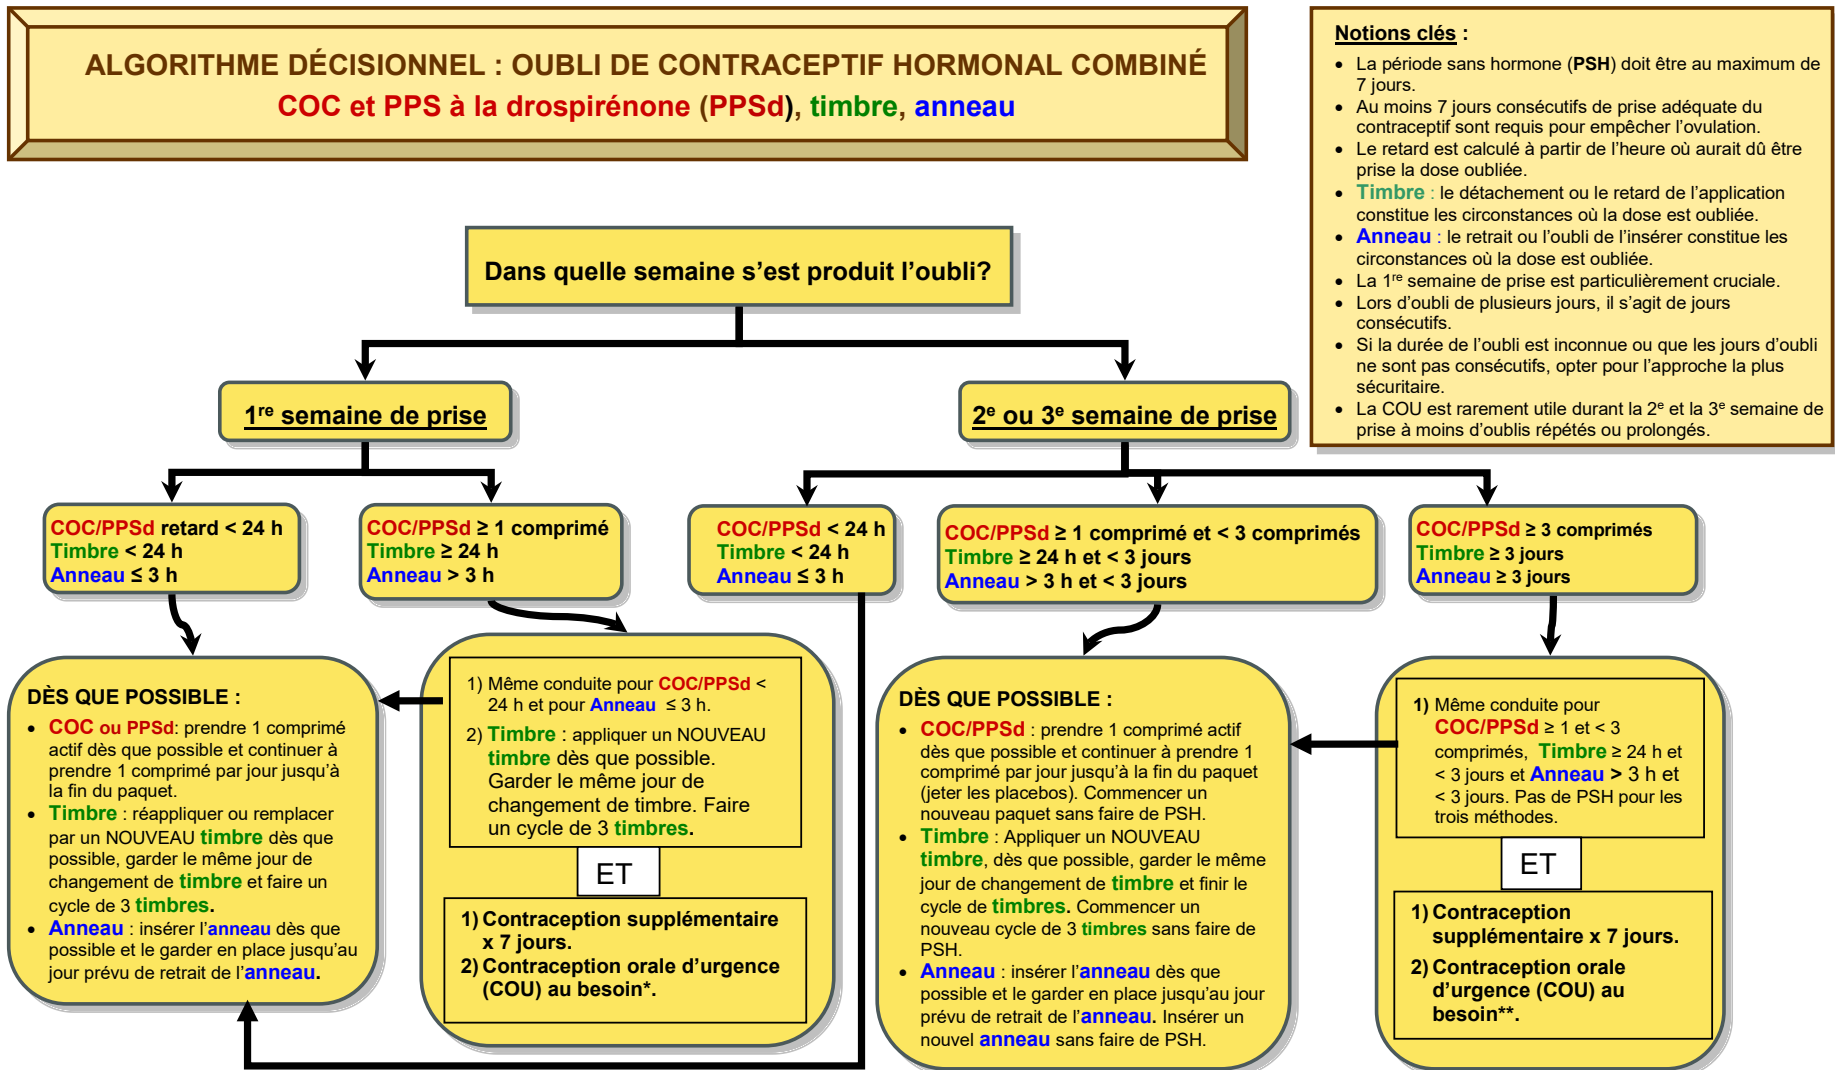 ALGORITHME DÉCISIONNEL : OUBLI DE CONTRACEPTIF HORMONAL COMBINÉ
COC et PPS à la drospirénone (PPSd), timbre, anneau
Notions clés :
• La période sans hormone (PSH) doit être au maximum de
7 jours.
• Au moins 7 jours consécutifs de prise adéquate du
contraceptif sont requis pour empêcher l’ovulation.
• Le retard est calculé à partir de l’heure où aurait dû être
prise la dose oubliée.
• Timbre : le détachement ou le retard de l’application
constitue les circonstances où la dose est oubliée.
• Anneau : le retrait ou l’oubli de l’insérer constitue les
circonstances où la dose est oubliée.
• La 1re semaine de prise est particulièrement cruciale.
• Lors d’oubli de plusieurs jours, il s’agit de jours
consécutifs.
• Si la durée de l’oubli est inconnue ou que les jours d’oubli
ne sont pas consécutifs, opter pour l’approche la plus
sécuritaire.
• La COU est rarement utile durant la 2e et la 3e semaine de
prise à moins d’oublis répétés ou prolongés.
Dans quelle semaine s’est produit l’oubli?
1re semaine de prise
2e ou 3e semaine de prise
COC/PPSd retard < 24 h
Timbre < 24 h
Anneau ≤ 3 h
COC/PPSd ≥ 1 comprimé
Timbre ≥ 24 h
Anneau > 3 h
COC/PPSd < 24 h
Timbre < 24 h
Anneau ≤ 3 h
COC/PPSd ≥ 1 comprimé et < 3 comprimés
Timbre ≥ 24 h et < 3 jours
Anneau > 3 h et < 3 jours
COC/PPSd ≥ 3 comprimés
Timbre ≥ 3 jours
Anneau ≥ 3 jours
DÈS QUE POSSIBLE :
• COC ou PPSd: prendre 1 comprimé
actif dès que possible et continuer à
prendre 1 comprimé par jour jusqu’à
la fin du paquet.
• Timbre : réappliquer ou remplacer
par un NOUVEAU timbre dès que
possible, garder le même jour de
changement de timbre et faire un
cycle de 3 timbres.
• Anneau : insérer l’anneau dès que
possible et le garder en place jusqu’au
jour prévu de retrait de l’anneau.
1) Même conduite pour COC/PPSd <
24 h et pour Anneau ≤ 3 h.
2) Timbre : appliquer un NOUVEAU
timbre dès que possible.
Garder le même jour de
changement de timbre. Faire
un cycle de 3 timbres.
ET
1) Contraception supplémentaire
x 7 jours.
2) Contraception orale d’urgence
(COU) au besoin*.
DÈS QUE POSSIBLE :
• COC/PPSd : prendre 1 comprimé actif
dès que possible et continuer à prendre 1
comprimé par jour jusqu’à la fin du paquet
(jeter les placebos). Commencer un
nouveau paquet sans faire de PSH.
• Timbre : Appliquer un NOUVEAU
timbre, dès que possible, garder le même
jour de changement de timbre et finir le
cycle de timbres. Commencer un
nouveau cycle de 3 timbres sans faire de
PSH.
• Anneau : insérer l’anneau dès que
possible et le garder en place jusqu’au jour
prévu de retrait de l’anneau. Insérer un
nouvel anneau sans faire de PSH.
1) Même conduite pour
COC/PPSd ≥ 1 et < 3
comprimés, Timbre ≥ 24 h et
< 3 jours et Anneau > 3 h et
< 3 jours. Pas de PSH pour les
trois méthodes.
ET
1) Contraception
supplémentaire x 7 jours.
2) Contraception orale
d’urgence (COU) au
besoin**.